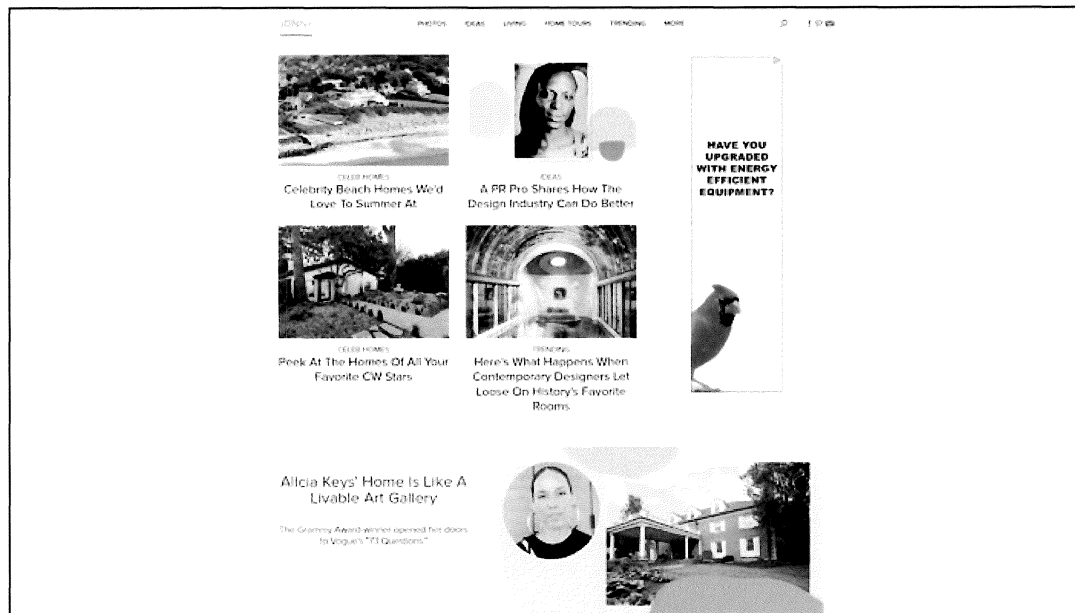 PHOTOS IDEAS LIVING HOME TOURS TRENDING MORE
CELEB HOMES
Celebrity Beach Homes We'd
Love To Summer At
IDEAS
A PR Pro Shares How The
Design Industry Can Do Better
HAVE YOU
UPGRADED
WITH ENERGY
EFFICIENT
EQUIPMENT?
CELEB HOMES
Peek At The Homes Of All Your
Favorite CW Stars
TRENDING
Here's What Happens When
Contemporary Designers Let
Loose On History's Favorite
Rooms
Alicia Keys' Home Is Like A
Livable Art Gallery
The Grammy Award-winner opened her doors
to Vogue's "73 Questions."